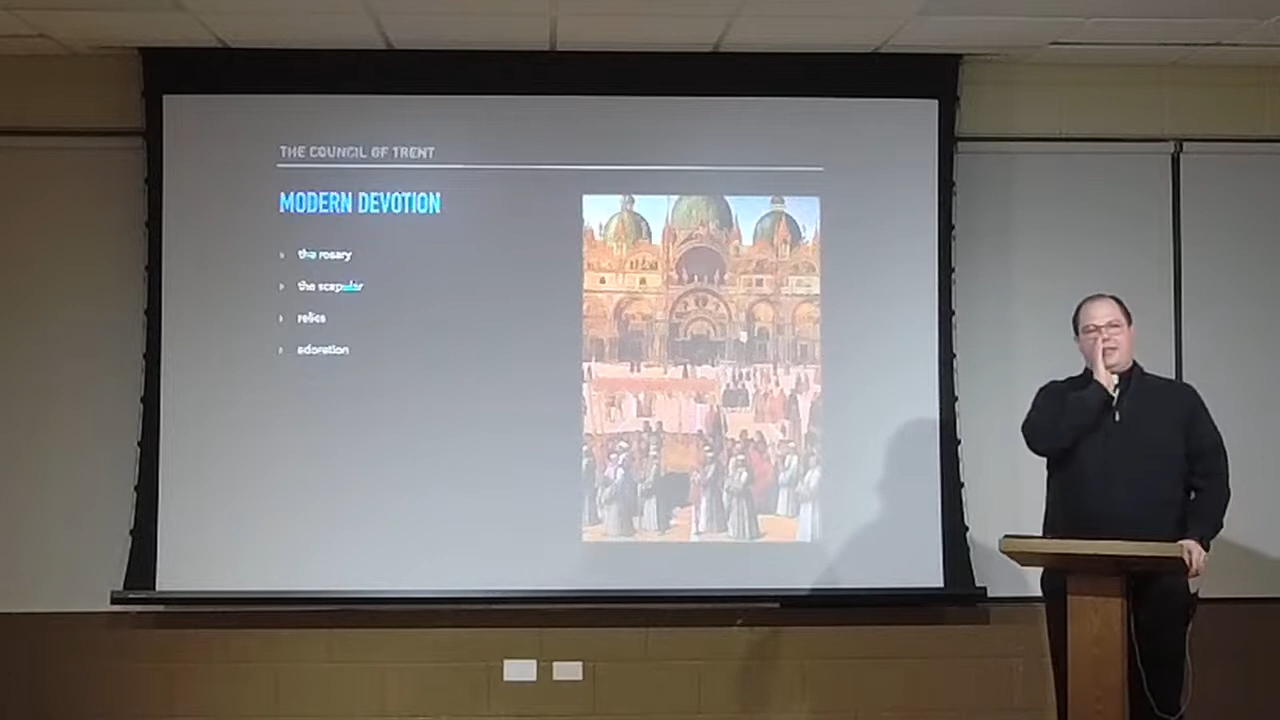 THE COUNCIL OF TRENT
MODERN DEVOTION
the rosary
the scapular
relics
adoration